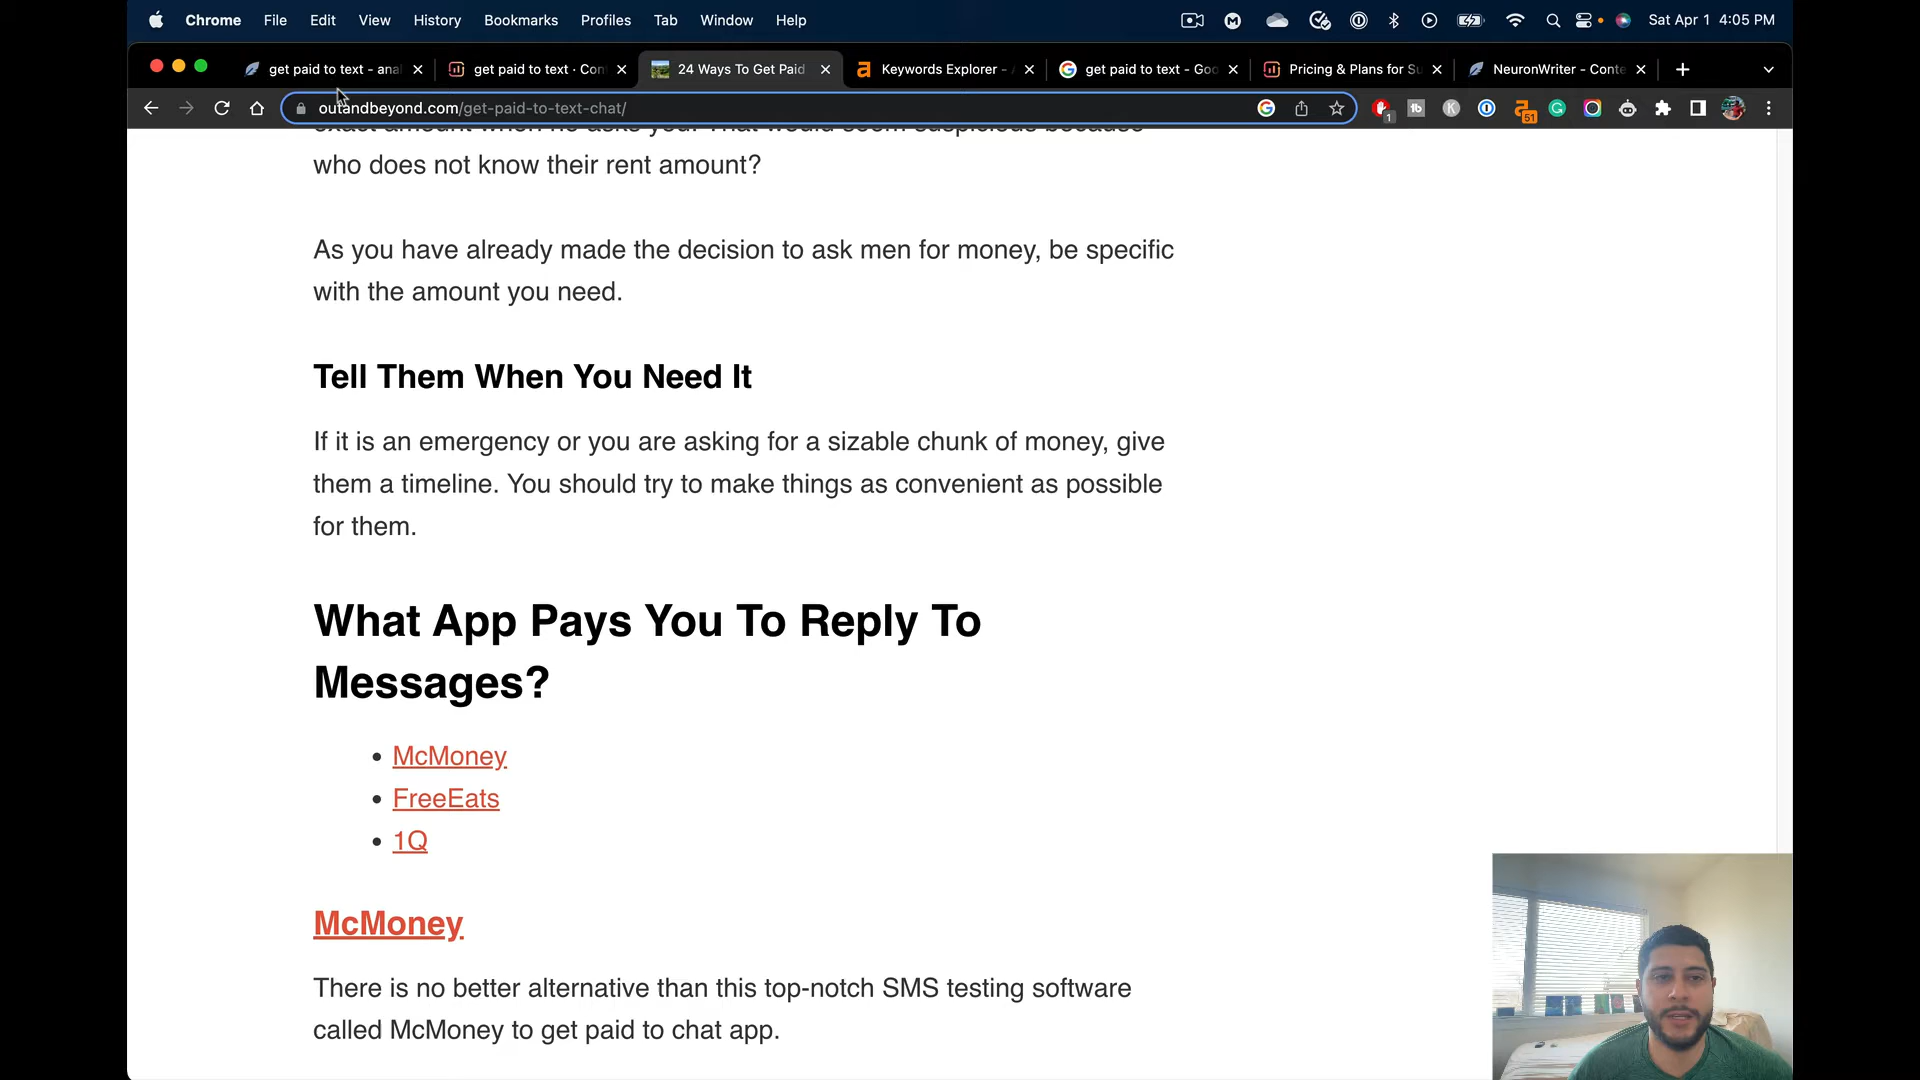 Chrome File Edit View History Bookmarks Profiles Tab Window Help Sat Apr 1 4:05 PM
get paid to text - anal get paid to text · Con 24 Ways To Get Paid Keywords Explorer - get paid to text - Goo Pricing & Plans for Su NeuronWriter - Conte
outandbeyond.com/get-paid-to-text-chat/
who does not know their rent amount?
As you have already made the decision to ask men for money, be specific
with the amount you need.
Tell Them When You Need It
If it is an emergency or you are asking for a sizable chunk of money, give
them a timeline. You should try to make things as convenient as possible
for them.
What App Pays You To Reply To
Messages?
• McMoney
• FreeEats
• 1Q
McMoney
There is no better alternative than this top-notch SMS testing software
called McMoney to get paid to chat app.